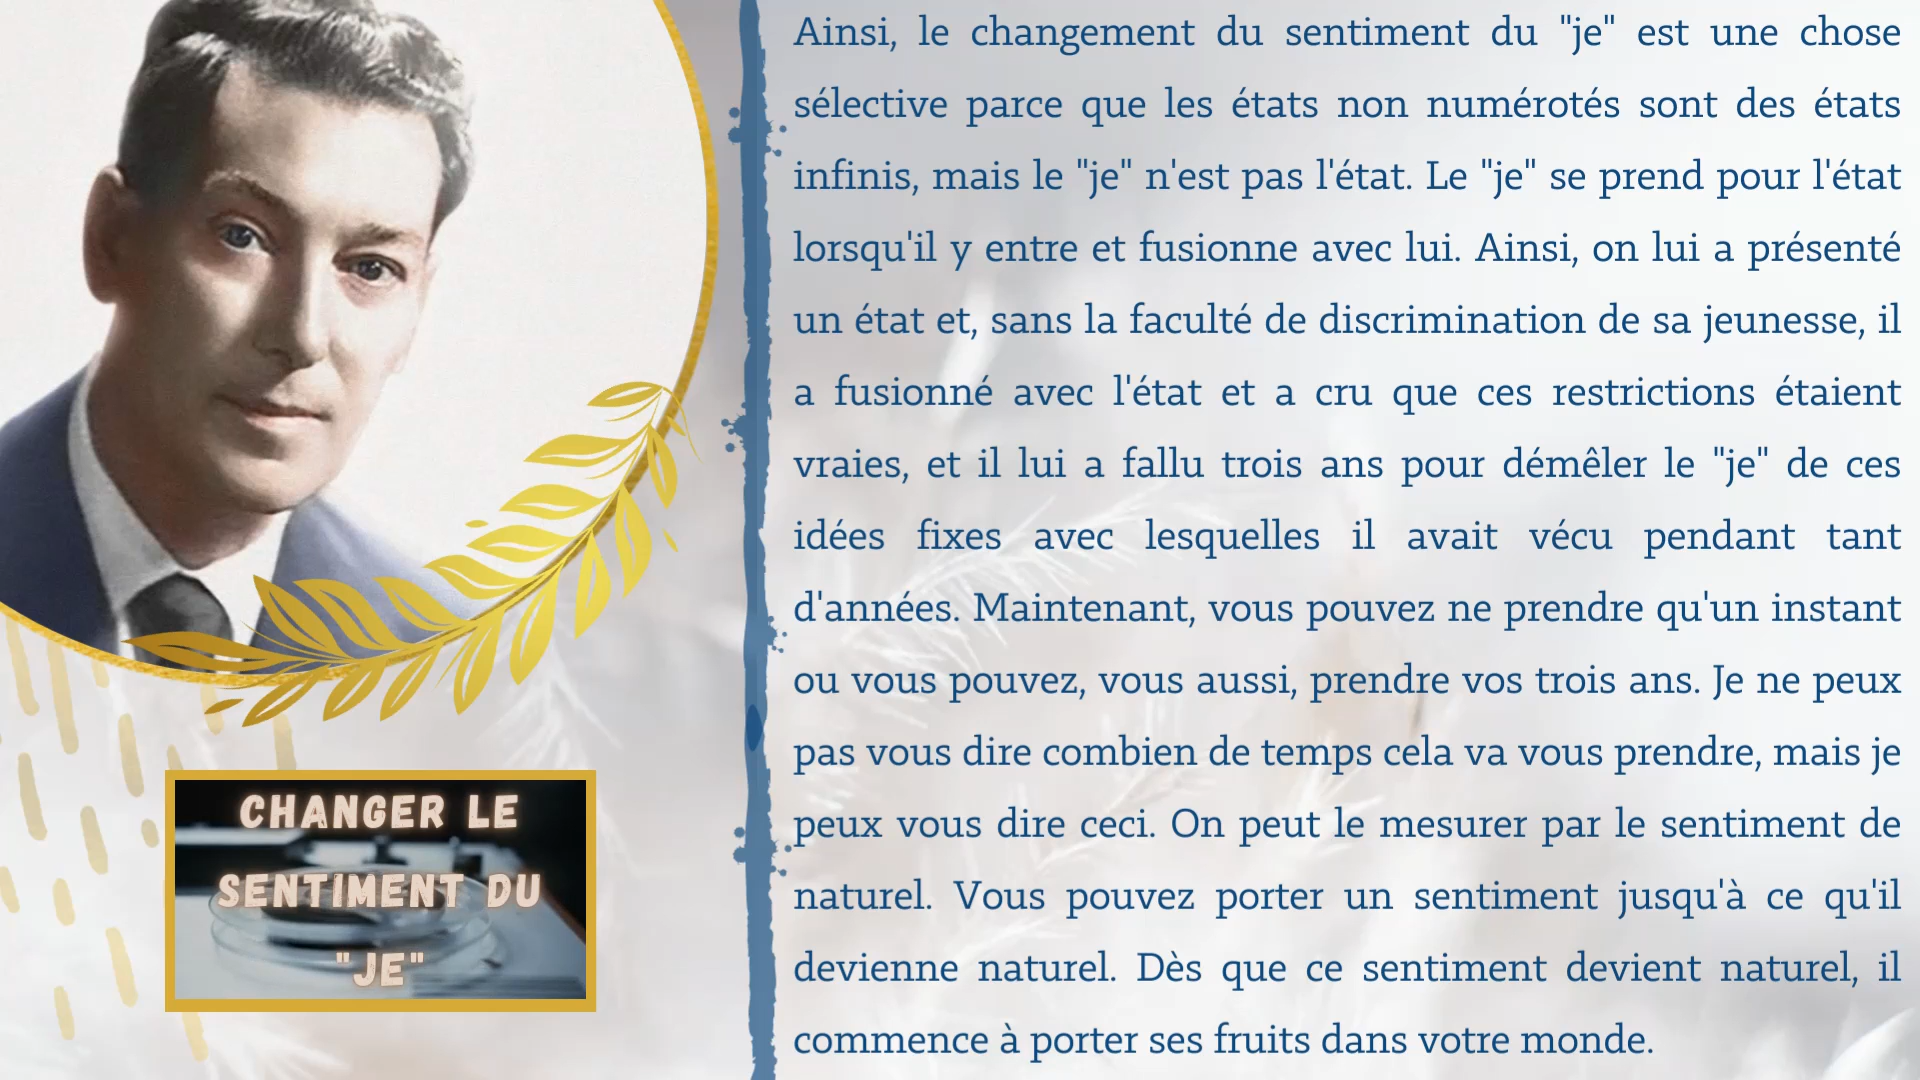 Ainsi, le changement du sentiment du "je" est une chose
sélective parce que les états non numérotés sont des états
infinis, mais le "je" n'est pas l'état. Le "je" se prend pour l'état
lorsqu'il y entre et fusionne avec lui. Ainsi, on lui a présenté
un état et, sans la faculté de discrimination de sa jeunesse, il
a fusionné avec l'état et a cru que ces restrictions étaient
vraies, et il lui a fallu trois ans pour démêler le "je" de ces
idées fixes avec lesquelles il avait vécu pendant tant
d'années. Maintenant, vous pouvez ne prendre qu'un instant
ou vous pouvez, vous aussi, prendre vos trois ans. Je ne peux
pas vous dire combien de temps cela va vous prendre, mais je
peux vous dire ceci. On peut le mesurer par le sentiment de
naturel. Vous pouvez porter un sentiment jusqu'à ce qu'il
devienne naturel. Dès que ce sentiment devient naturel, il
commence à porter ses fruits dans votre monde.
CHANGER LE
SENTIMENT DU
"JE"